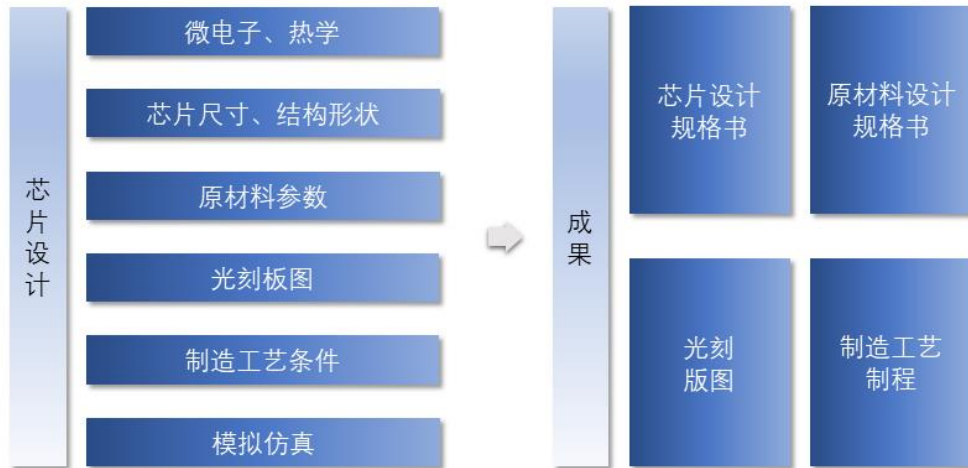 芯
片
设
计
微电子、热学
芯片尺寸、结构形状
原材料参数
光刻板图
制造工艺条件
模拟仿真
成
果
芯片设计
规格书
原材料设计
规格书
光刻
版图
制造工艺
制程